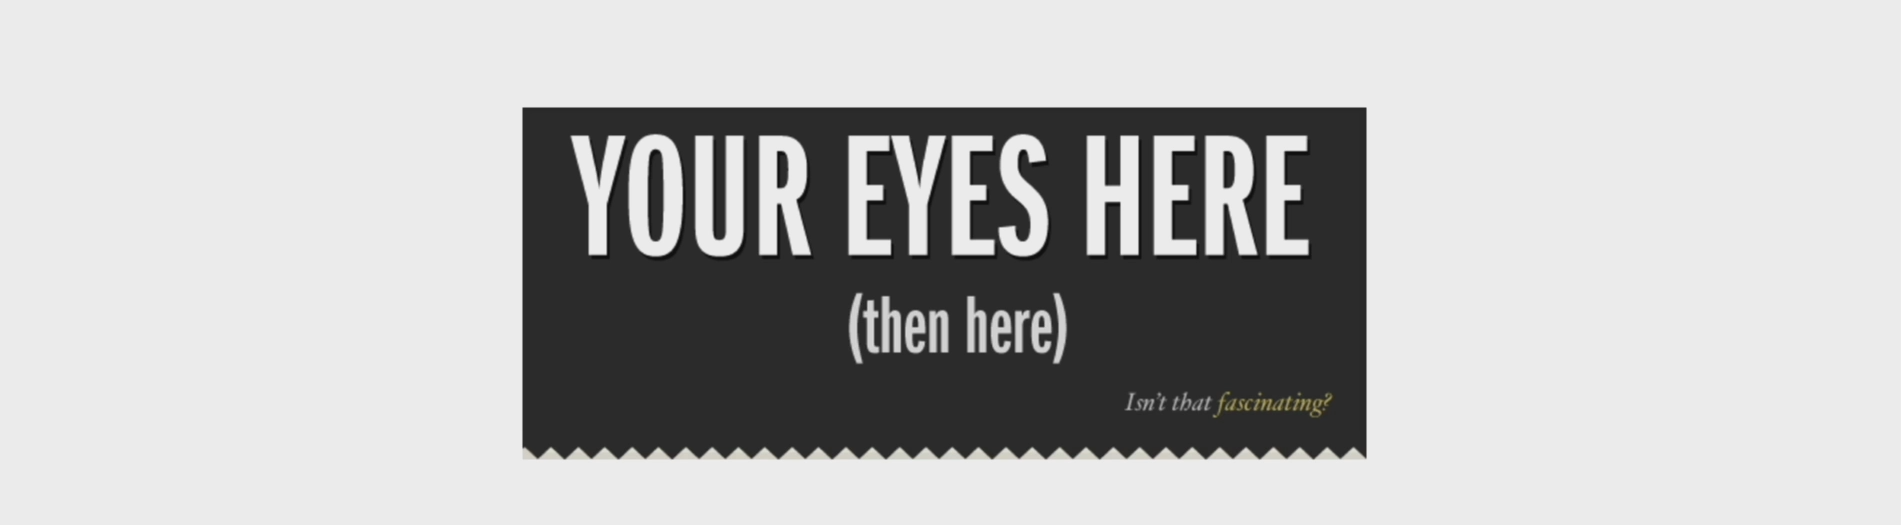 YOUR EYES HERE
(then here)
Isn't that fascinating?